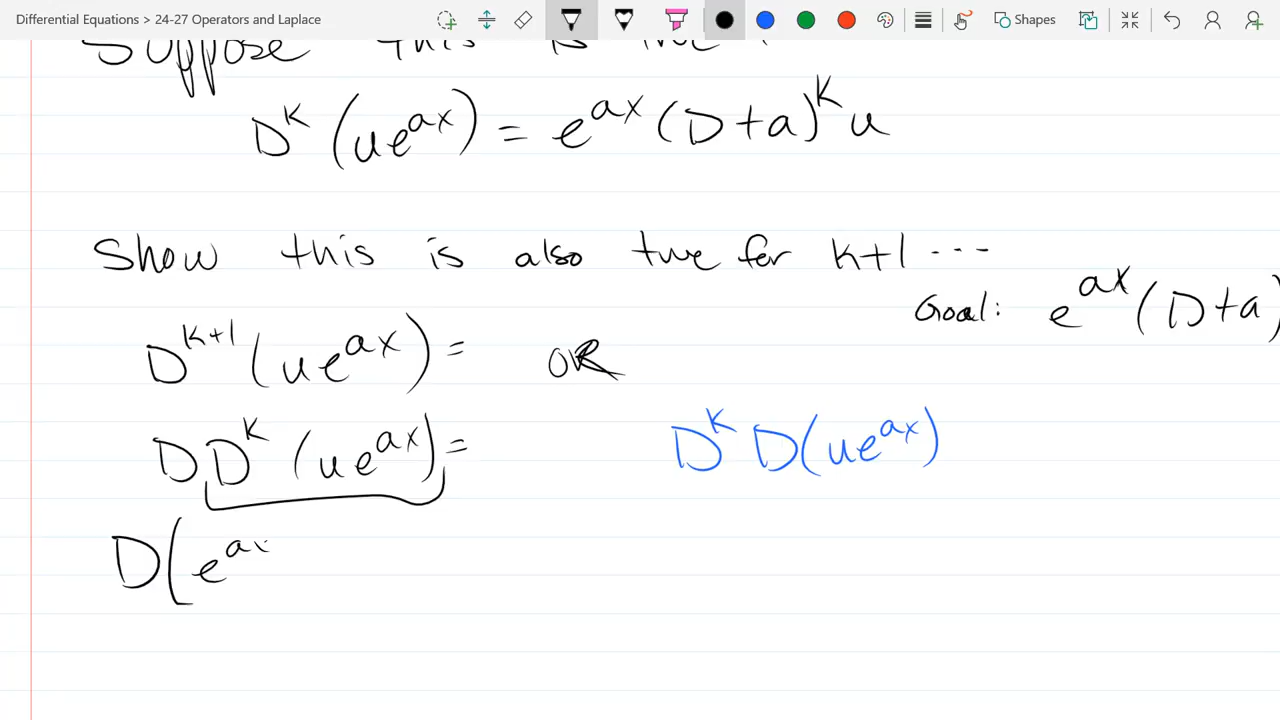 Differential Equations > 24-27 Operators and Laplace
Shapes
Suppose this is true
D^k (ue^{ax}) = e^{ax} (D+a)^k u
Show this is also true for k+1 ...
Goal: e^{ax} (D+a)
D^{k+1} (ue^{ax}) = OR
D D^k (ue^{ax}) = D^k D(ue^{ax})
D(e^{ax}